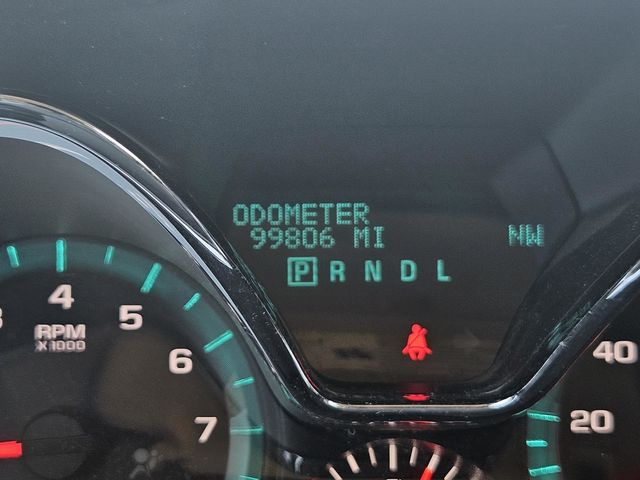 ODOMETER
99806 MI NW
P R N D L
4 5 6 7
RPM
X1000
40
20